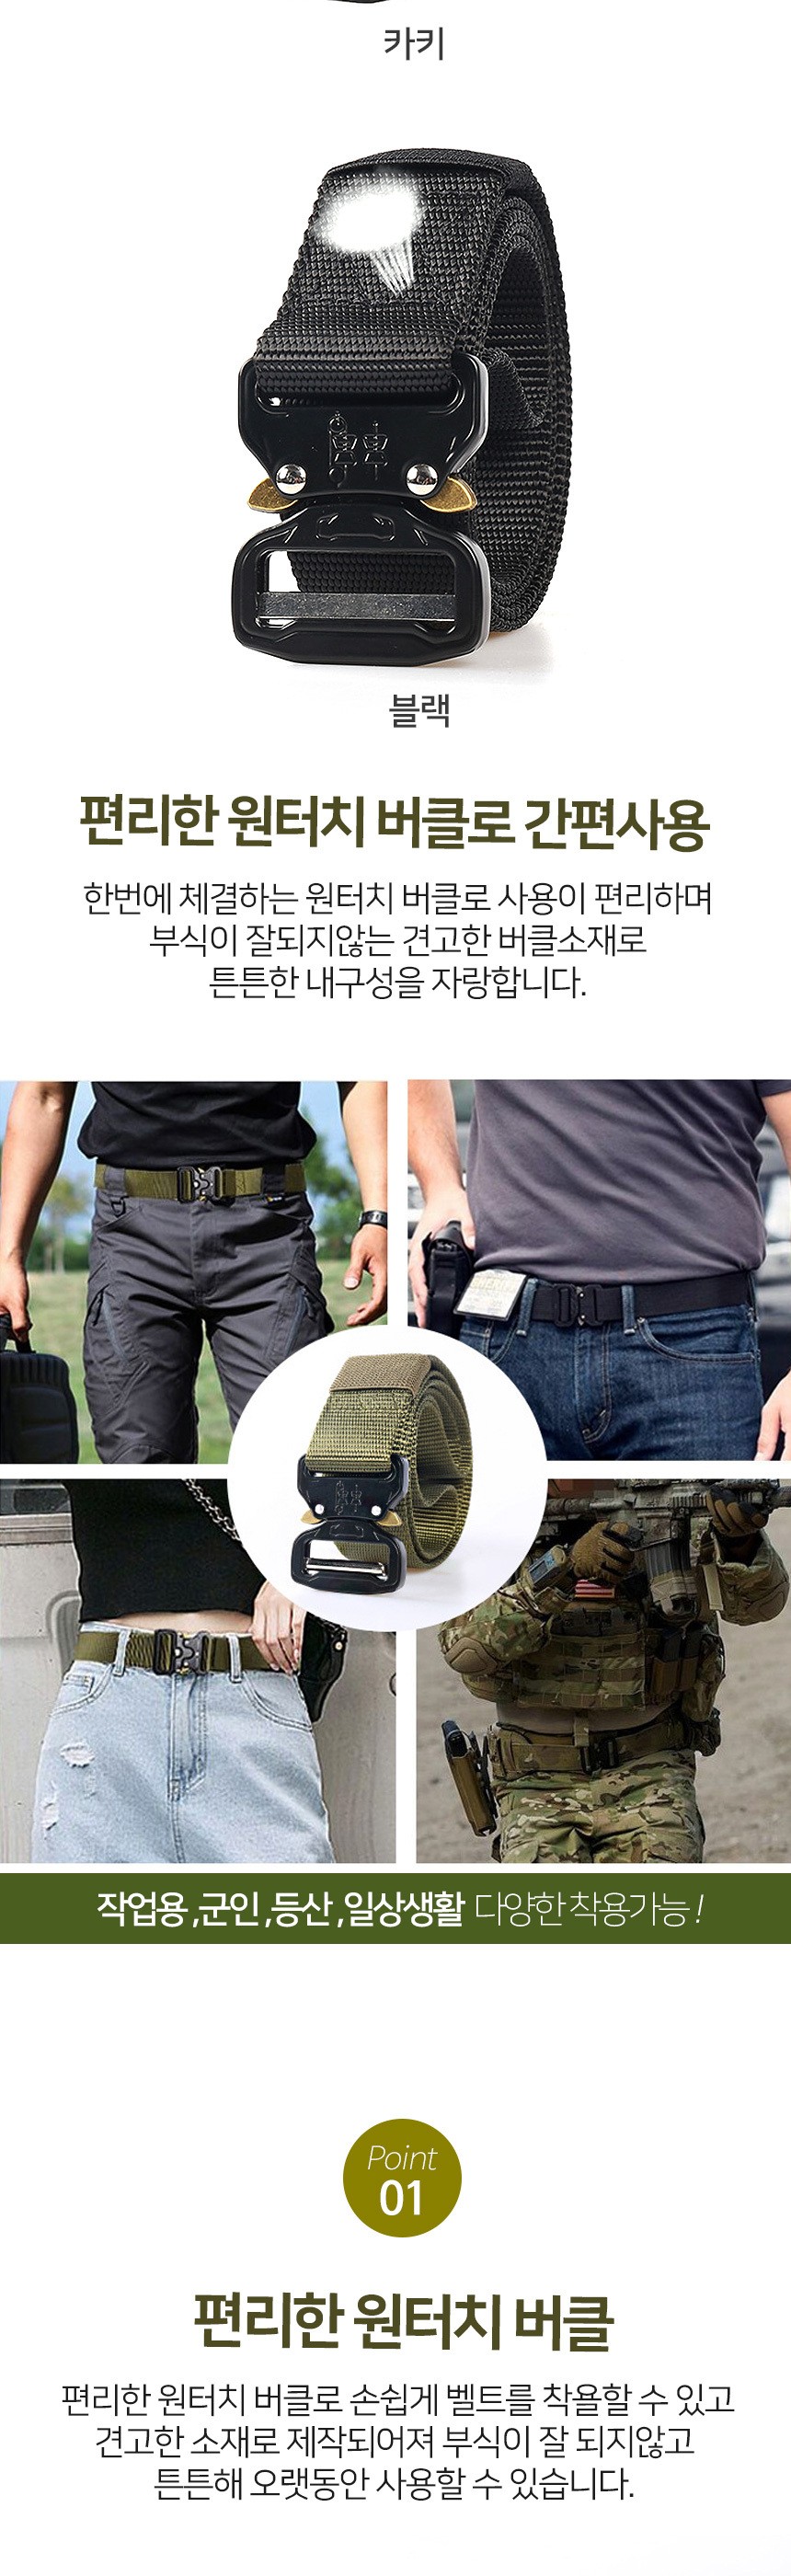 카키
블랙
편리한 원터치 버클로 간편사용
한번에 체결하는 원터치 버클로 사용이 편리하며
부식이 잘되지않는 견고한 버클소재로
튼튼한 내구성을 자랑합니다.
작업용 ,군인 ,등산 ,일상생활 다양한 착용가능 !
Point
01
편리한 원터치 버클
편리한 원터치 버클로 손쉽게 벨트를 착욜할 수 있고
견고한 소재로 제작되어져 부식이 잘 되지않고
튼튼해 오랫동안 사용할 수 있습니다.